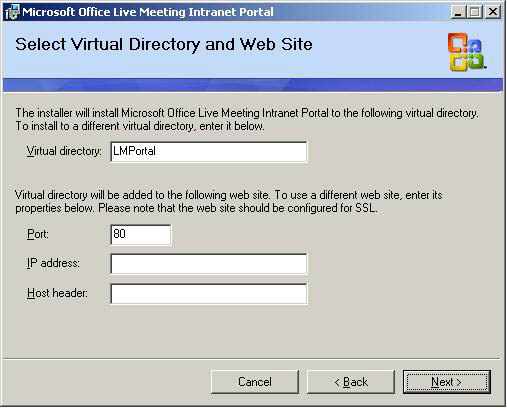 Microsoft Office Live Meeting Intranet Portal
Select Virtual Directory and Web Site
The installer will install Microsoft Office Live Meeting Intranet Portal to the following virtual directory.
To install to a different virtual directory, enter it below.
Virtual directory: LMPortal
Virtual directory will be added to the following web site. To use a different web site, enter its
properties below. Please note that the web site should be configured for SSL.
Port: 80
IP address:
Host header:
Cancel < Back Next >